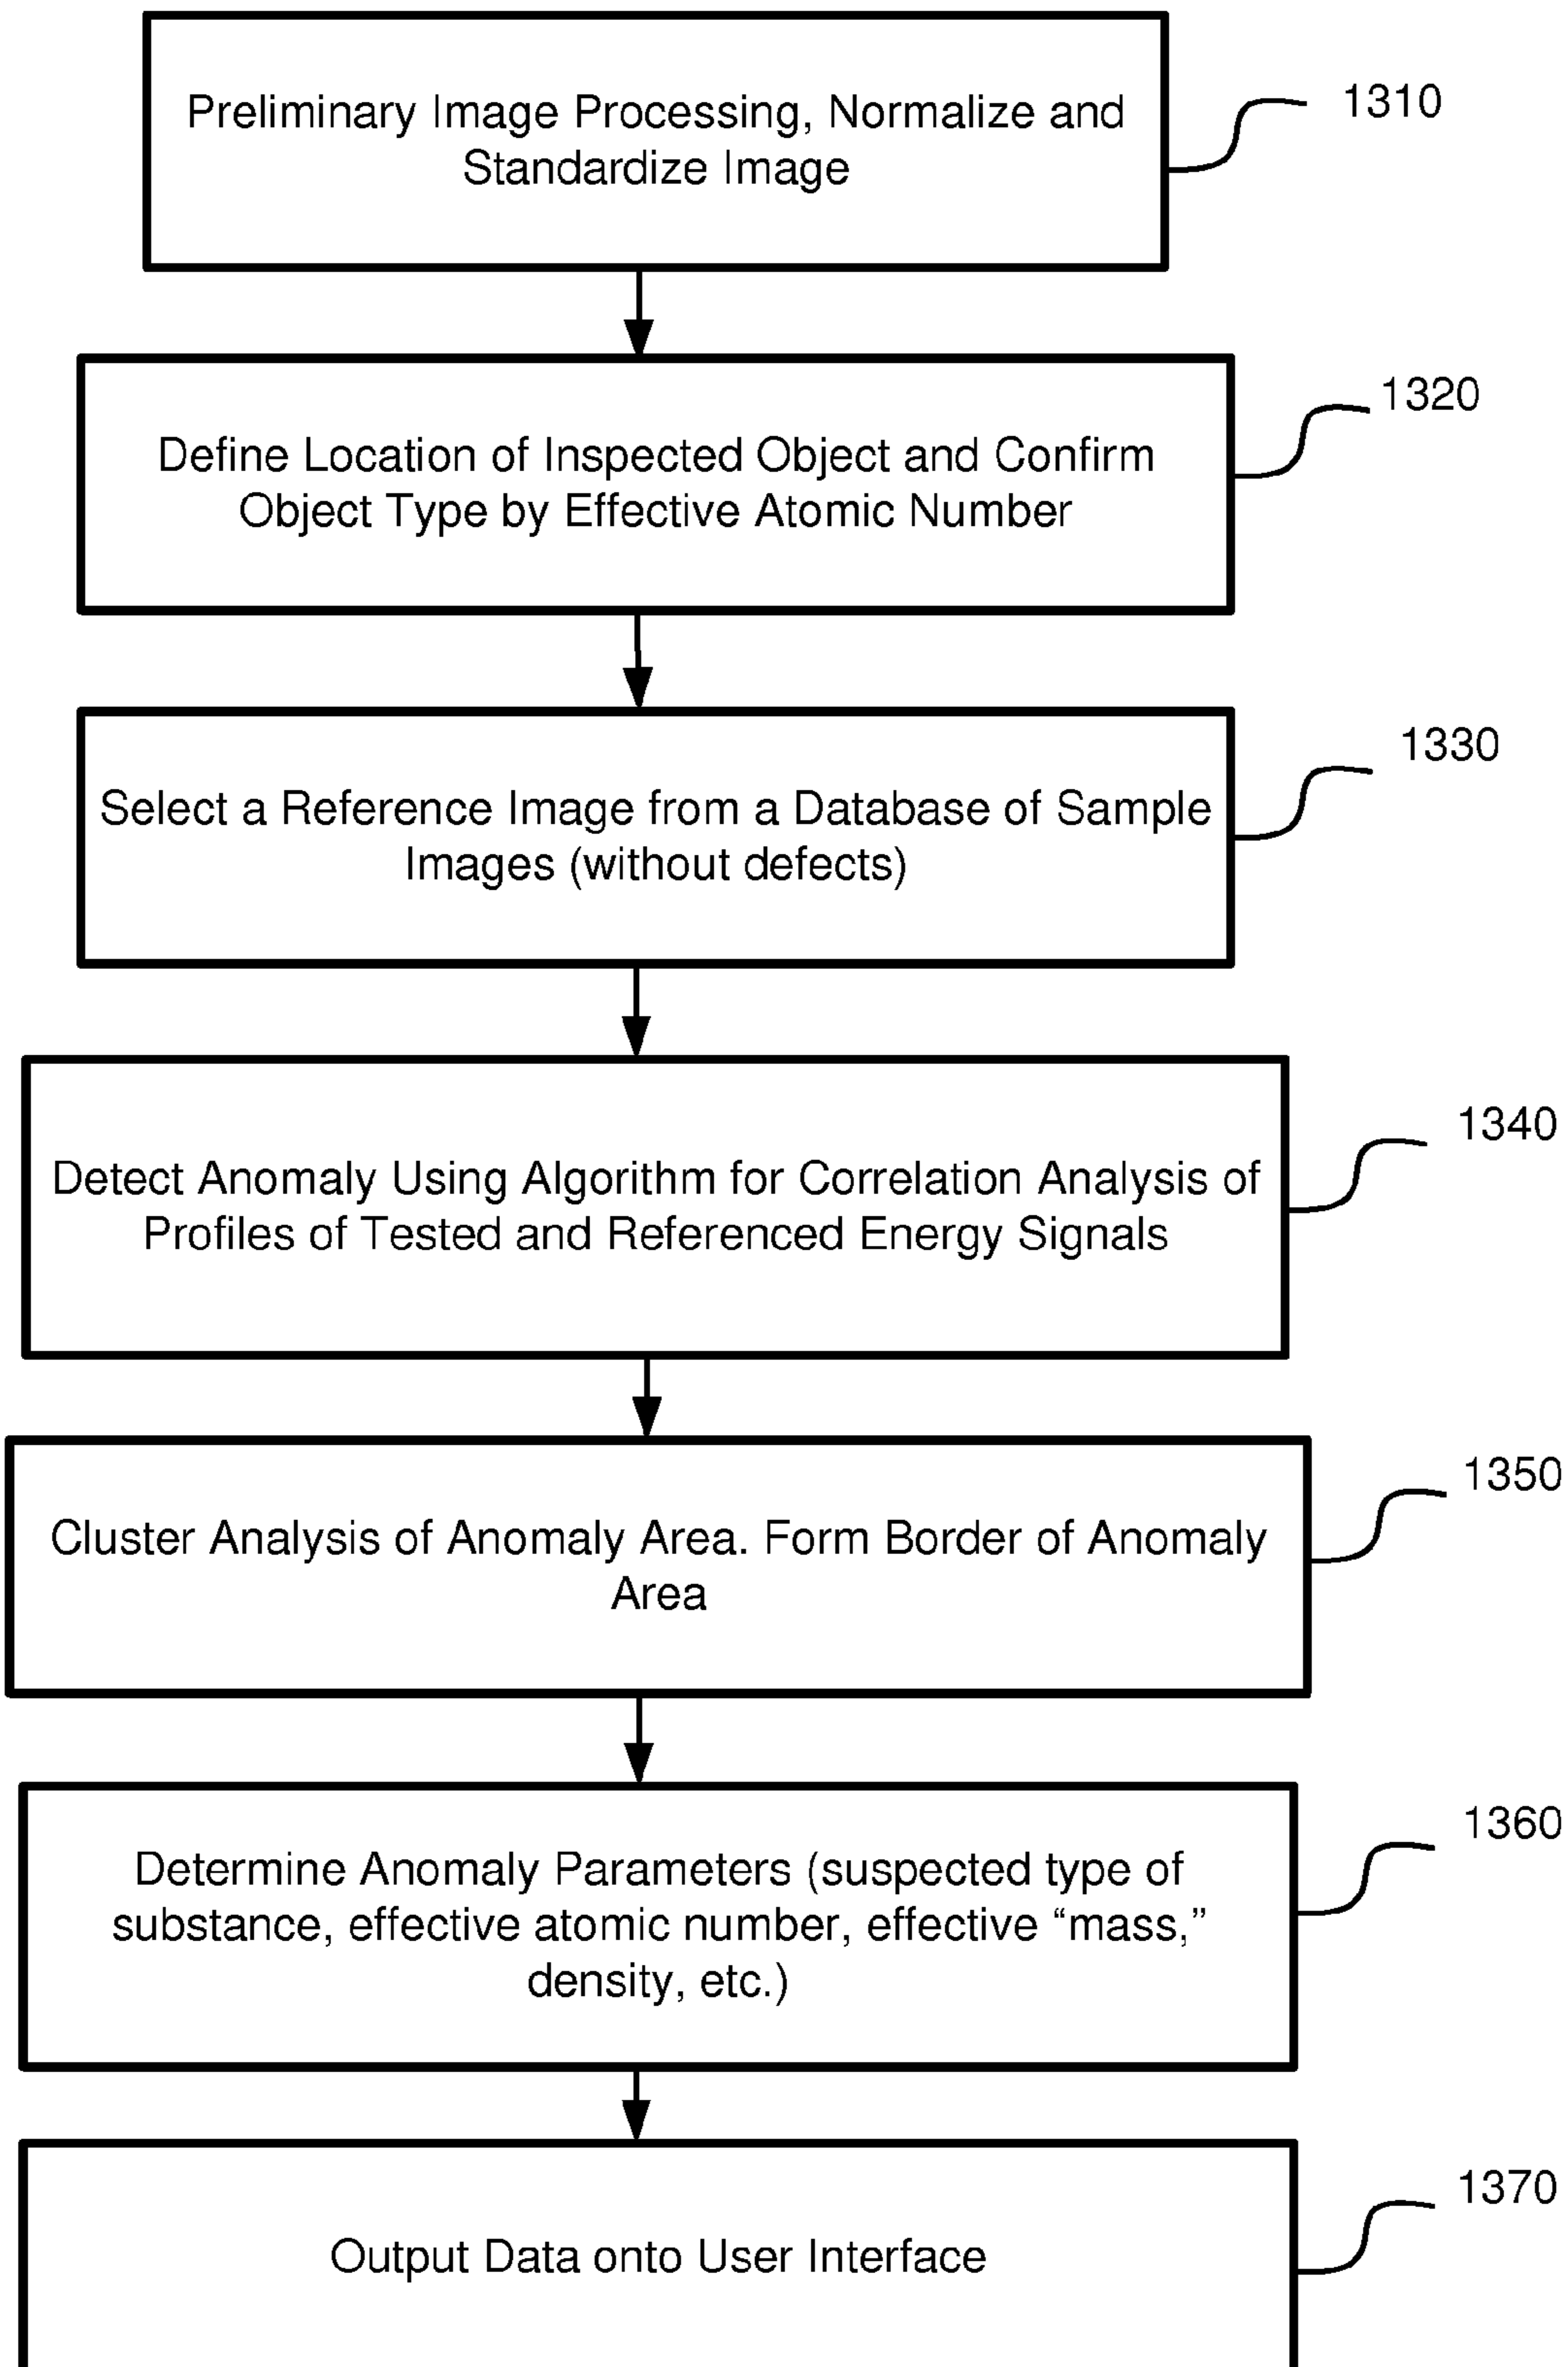 Preliminary Image Processing, Normalize and
Standardize Image
1310
Define Location of Inspected Object and Confirm
Object Type by Effective Atomic Number
1320
Select a Reference Image from a Database of Sample
Images (without defects)
1330
Detect Anomaly Using Algorithm for Correlation Analysis of
Profiles of Tested and Referenced Energy Signals
1340
Cluster Analysis of Anomaly Area. Form Border of Anomaly
Area
1350
Determine Anomaly Parameters (suspected type of
substance, effective atomic number, effective “mass,”
density, etc.)
1360
Output Data onto User Interface
1370